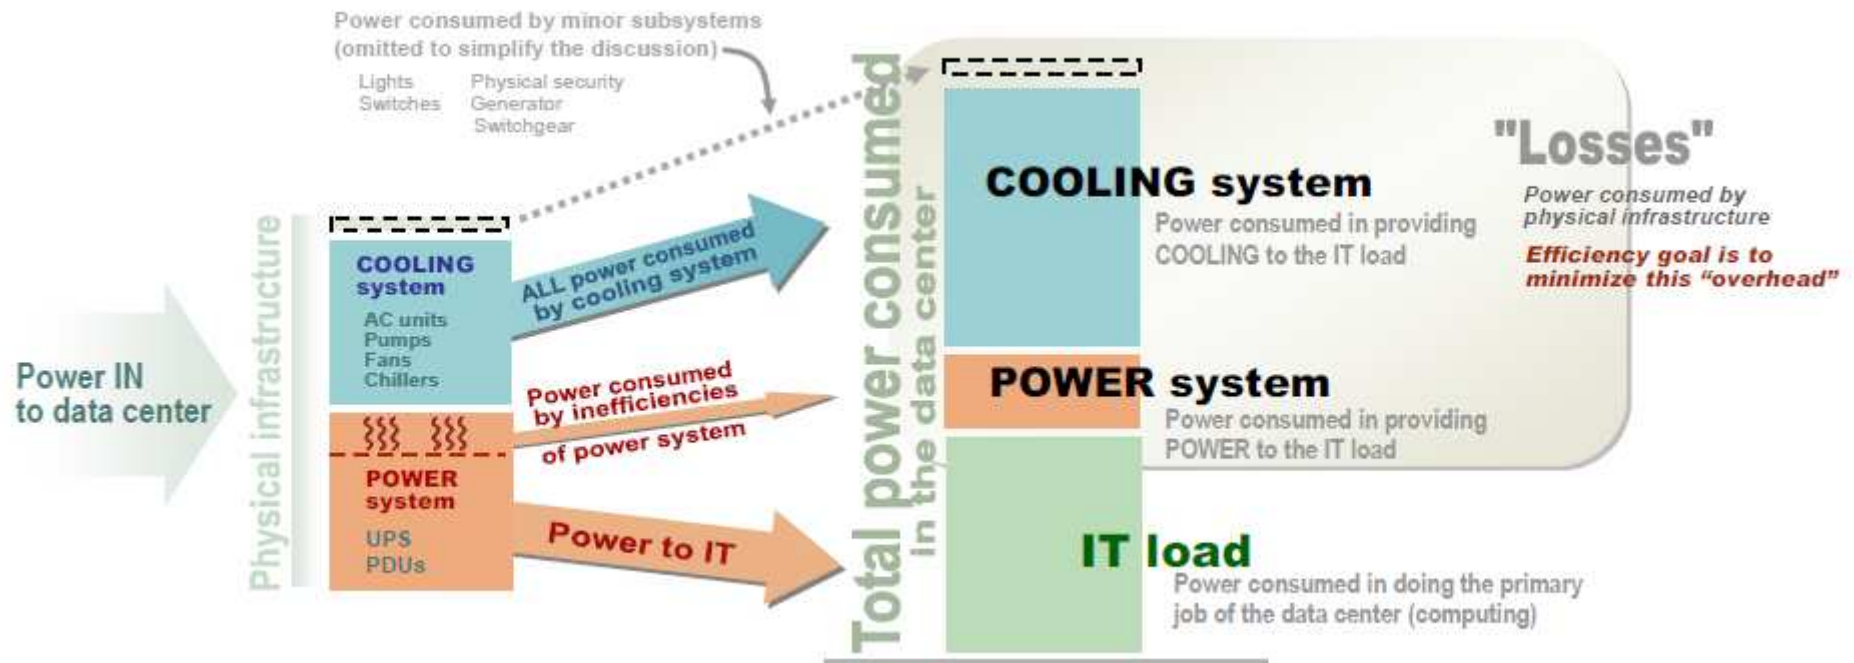 Power consumed by minor subsystems
(omitted to simplify the discussion)
Lights
Switches
Physical security
Generator
Switchgear
Power IN
to data center
Physical infrastructure
COOLING
system
AC units
Pumps
Fans
Chillers
POWER
system
UPS
PDUs
ALL power consumed
by cooling system
Power consumed
by inefficiencies
of power system
Power to IT
Total power consumed
in the data center
COOLING system
Power consumed in providing
COOLING to the IT load
POWER system
Power consumed in providing
POWER to the IT load
IT load
Power consumed in doing the primary
job of the data center (computing)
"Losses"
Power consumed by
physical infrastructure
Efficiency goal is to
minimize this “overhead”